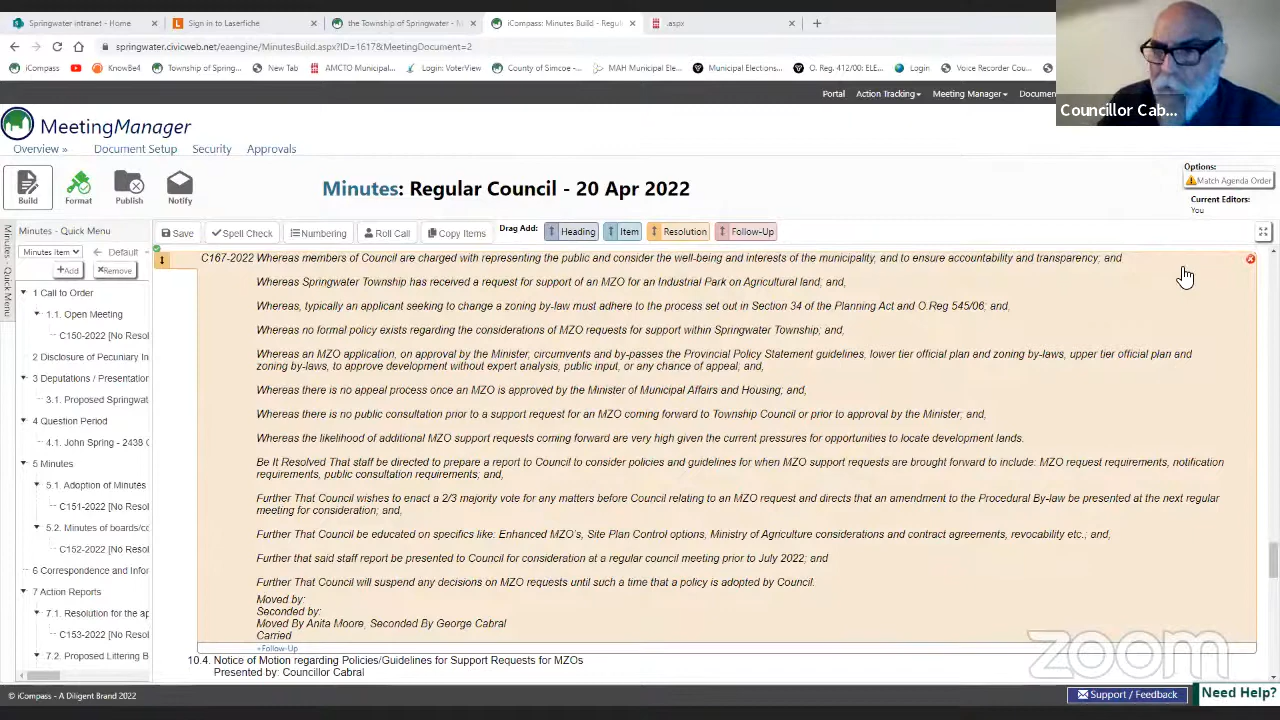 Springwater intranet - Home
Sign in to Laserfiche
the Township of Springwater - M
iCompass: Minutes Build - Regul
.aspx
springwater.civicweb.net/eaengine/MinutesBuild.aspx?ID=1617&MeetingDocument=2
iCompass
KnowBe4
Township of Spring...
New Tab
AMCTO Municipal...
Login: VoterView
County of Simcoe -...
MAH Municipal Ele...
Municipal Elections...
O. Reg. 412/00: ELE...
Login
Voice Recorder Cou...
Portal Action Tracking Meeting Manager Documen
Councillor Cab...
MeetingManager
Overview » Document Setup Security Approvals
Build Format Publish Notify
Minutes: Regular Council - 20 Apr 2022
Options:
Match Agenda Order
Current Editors:
You
Minutes - Quick Menu
Minutes - Quick Menu
Save Spell Check Numbering Roll Call Copy Items Drag Add: Heading Item Resolution Follow-Up
Minutes Item Default
+Add Remove
1 Call to Order
1.1. Open Meeting
C150-2022 [No Resol
2 Disclosure of Pecuniary In
3 Deputations / Presentation
3.1. Proposed Springwat
4 Question Period
4.1. John Spring - 2438 C
5 Minutes
5.1. Adoption of Minutes
C151-2022 [No Resol
5.2. Minutes of boards/cc
C152-2022 [No Resol
6 Correspondence and Infor
7 Action Reports
7.1. Resolution for the ap
C153-2022 [No Resol
7.2. Proposed Littering B
C167-2022 Whereas members of Council are charged with representing the public and consider the well-being and interests of the municipality, and to ensure accountability and transparency; and
Whereas Springwater Township has received a request for support of an MZO for an Industrial Park on Agricultural land; and,
Whereas, typically an applicant seeking to change a zoning by-law must adhere to the process set out in Section 34 of the Planning Act and O.Reg 545/06; and,
Whereas no formal policy exists regarding the considerations of MZO requests for support within Springwater Township; and,
Whereas an MZO application, on approval by the Minister, circumvents and by-passes the Provincial Policy Statement guidelines, lower tier official plan and zoning by-laws, upper tier official plan and
zoning by-laws, to approve development without expert analysis, public input, or any chance of appeal; and,
Whereas there is no appeal process once an MZO is approved by the Minister of Municipal Affairs and Housing; and,
Whereas there is no public consultation prior to a support request for an MZO coming forward to Township Council or prior to approval by the Minister; and,
Whereas the likelihood of additional MZO support requests coming forward are very high given the current pressures for opportunities to locate development lands.
Be It Resolved That staff be directed to prepare a report to Council to consider policies and guidelines for when MZO support requests are brought forward to include: MZO request requirements, notification
requirements, public consultation requirements; and,
Further That Council wishes to enact a 2/3 majority vote for any matters before Council relating to an MZO request and directs that an amendment to the Procedural By-law be presented at the next regular
meeting for consideration; and,
Further That Council be educated on specifics like: Enhanced MZO's, Site Plan Control options, Ministry of Agriculture considerations and contract agreements, revocability etc.; and,
Further that said staff report be presented to Council for consideration at a regular council meeting prior to July 2022; and
Further That Council will suspend any decisions on MZO requests until such a time that a policy is adopted by Council.
Moved by:
Seconded by:
Moved By Anita Moore, Seconded By George Cabral
Carried
+Follow-Up
10.4. Notice of Motion regarding Policies/Guidelines for Support Requests for MZOs
Presented by: Councillor Cabral
zoom
© iCompass - A Diligent Brand 2022
Support / Feedback
Need Help?